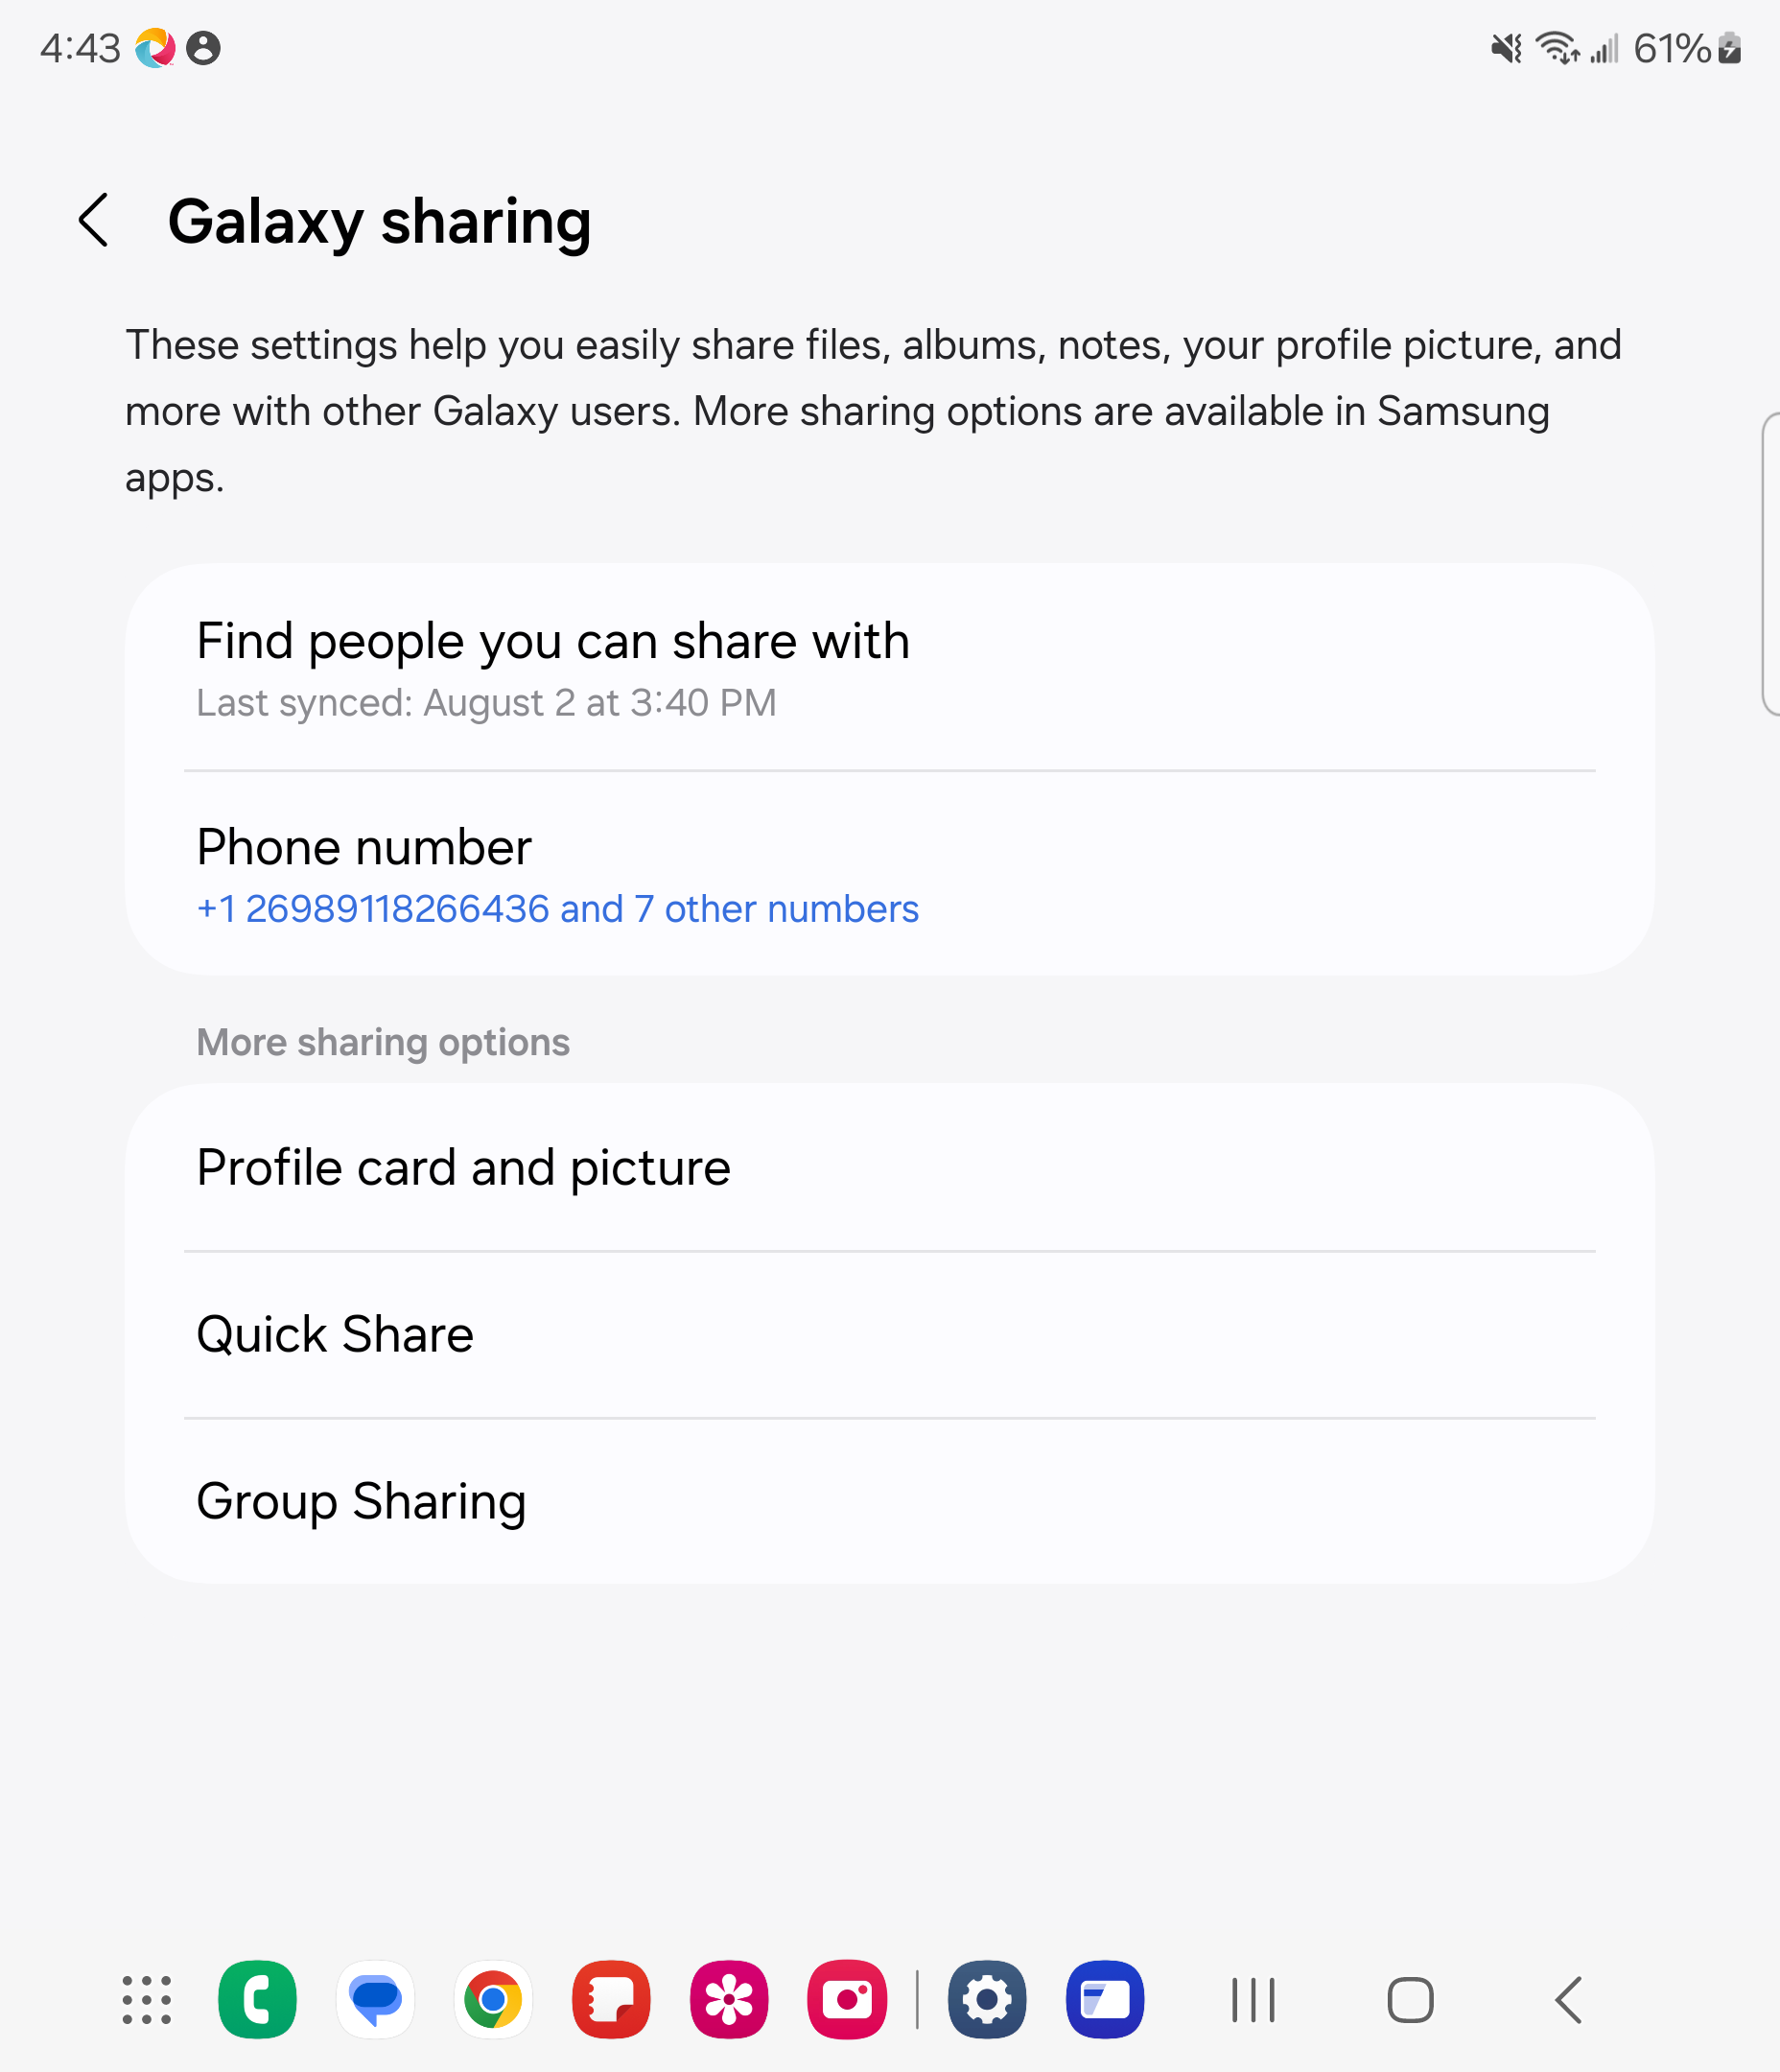 4:43
61%
Galaxy sharing
These settings help you easily share files, albums, notes, your profile picture, and
more with other Galaxy users. More sharing options are available in Samsung
apps.
Find people you can share with
Last synced: August 2 at 3:40 PM
Phone number
+1 26989118266436 and 7 other numbers
More sharing options
Profile card and picture
Quick Share
Group Sharing